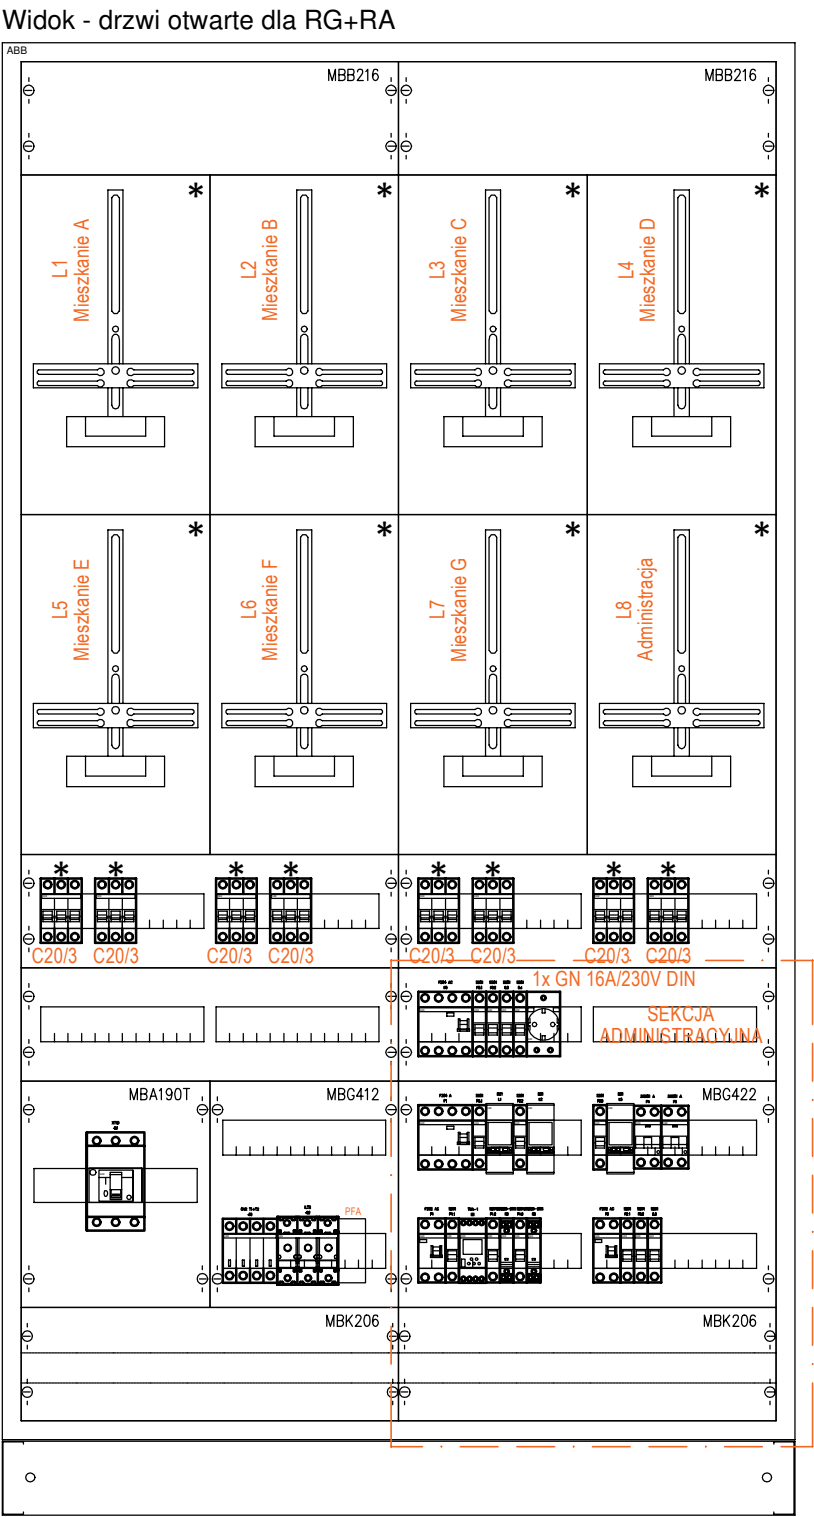 Widok - drzwi otwarte dla RG+RA
ABB
MBB216
MBB216
*
*
*
*
L1
Mieszkanie A
L2
Mieszkanie B
L3
Mieszkanie C
L4
Mieszkanie D
*
*
*
*
L5
Mieszkanie E
L6
Mieszkanie F
L7
Mieszkanie G
L8
Administracja
*
*
*
*
*
*
*
*
C20/3
C20/3
C20/3
C20/3
C20/3
C20/3
C20/3
C20/3
1x GN 16A/230V DIN
SEKCJA
ADMINISTRACYJNA
MBA190T
MBG412
MBG422
PFA
MBK206
MBK206